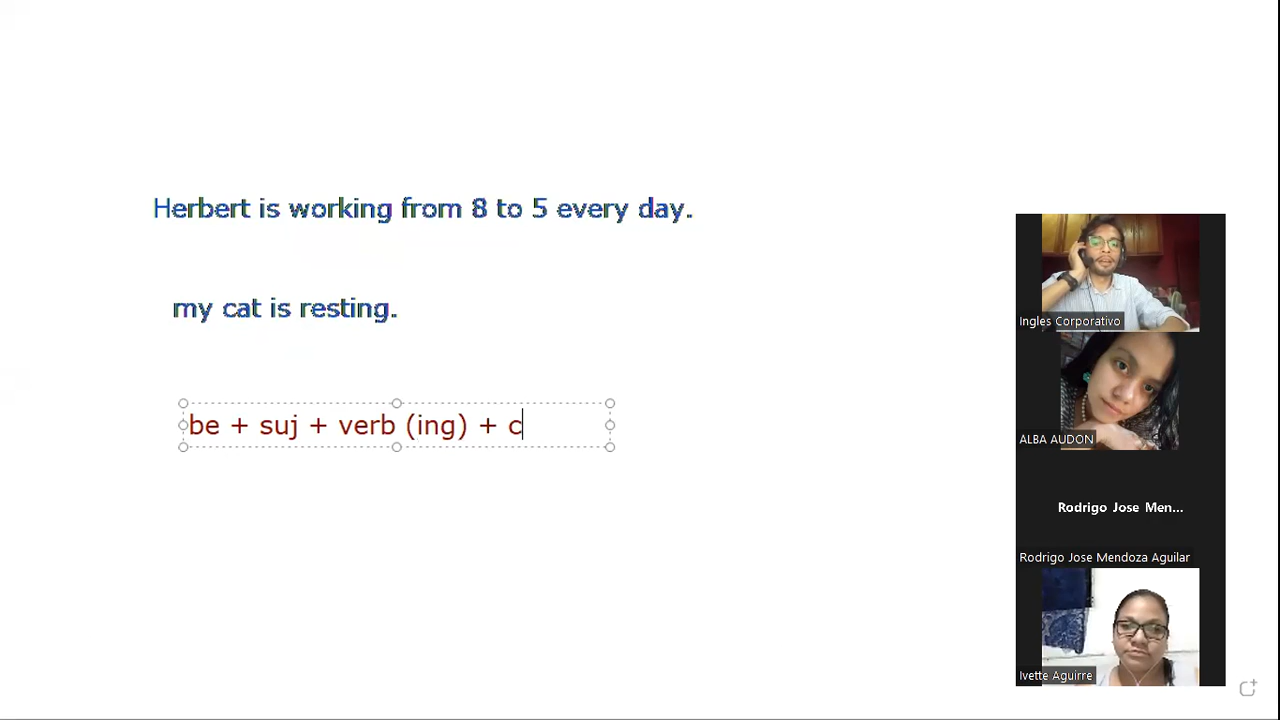 Herbert is working from 8 to 5 every day.
my cat is resting.
be + suj + verb (ing) + c
Ingles Corporativo
ALBA AUDON
Rodrigo Jose Men...
Rodrigo Jose Mendoza Aguilar
Ivette Aguirre